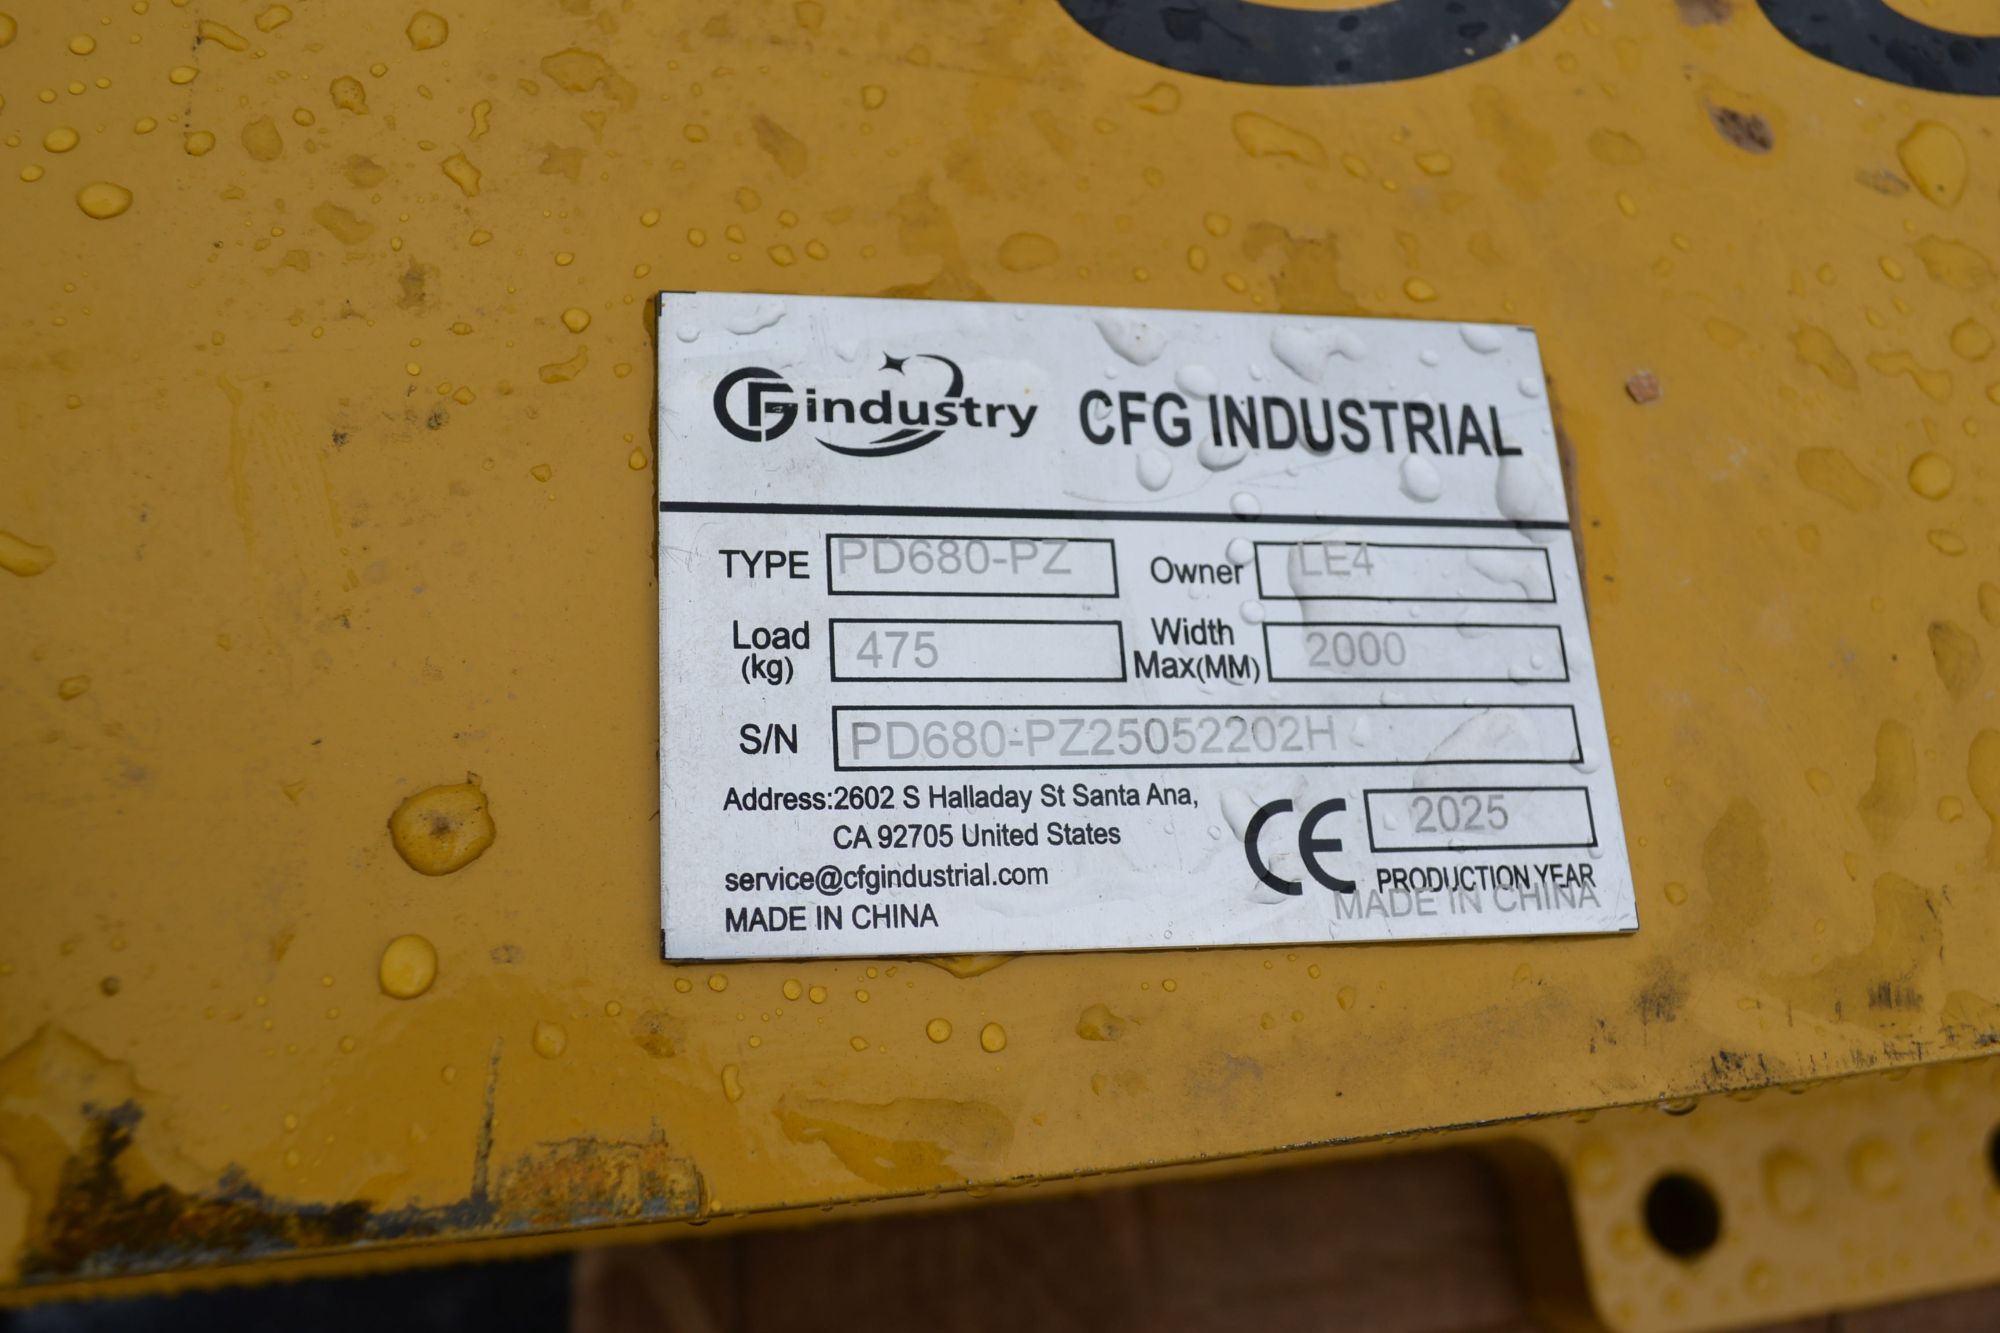 CFG industry CFG INDUSTRIAL
TYPE PD680-PZ Owner LE4
Load (kg) 475 Width Max(MM) 2000
S/N PD680-PZ25052202H
Address:2602 S Halladay St Santa Ana,
CA 92705 United States
service@cfgindustrial.com
MADE IN CHINA
CE 2025
PRODUCTION YEAR
MADE IN CHINA